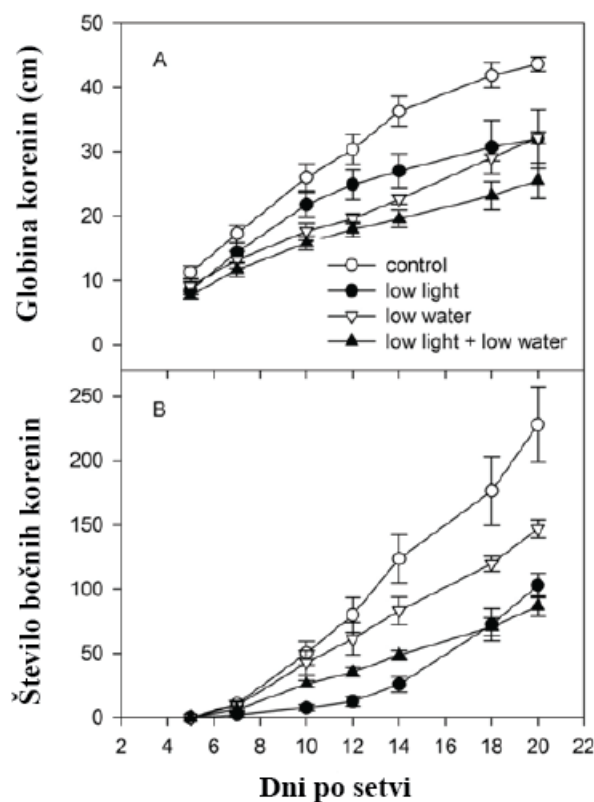 50
A
40
30
20
10
0
Globina korenin (cm)
control
low light
low water
low light + low water
B
250
200
150
100
50
0
Število bočnih korenin
2 4 6 8 10 12 14 16 18 20 22
Dni po setvi